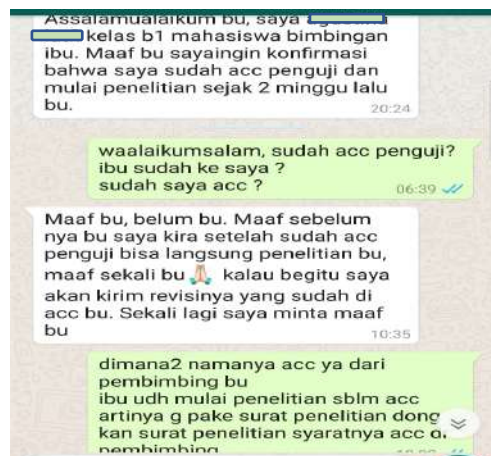 Assalamualaikum bu, saya
kelas b1 mahasiswa bimbingan
ibu. Maaf bu sayaingin konfirmasi
bahwa saya sudah acc penguji dan
mulai penelitian sejak 2 minggu lalu
bu.
20:24
waalaikumsalam, sudah acc penguji?
ibu sudah ke saya ?
sudah saya acc ?
06:39
Maaf bu, belum bu. Maaf sebelum
nya bu saya kira setelah sudah acc
penguji bisa langsung penelitian bu,
maaf sekali bu 🙏🏻 kalau begitu saya
akan kirim revisinya yang sudah di
acc bu. Sekali lagi saya minta maaf
bu
10:35
dimana2 namanya acc ya dari
pembimbing bu
ibu udh mulai penelitian sblm acc
artinya g pake surat penelitian dong
kan surat penelitian syaratnya acc
pembimbing